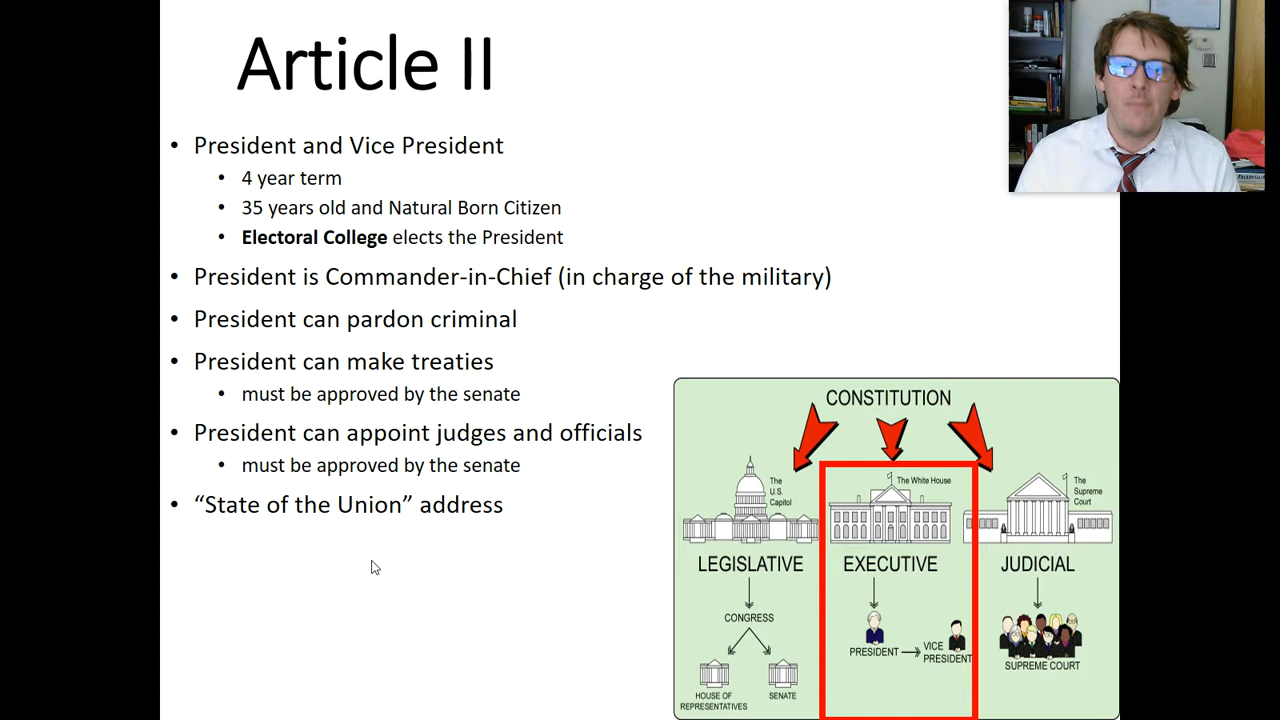 Article II
• President and Vice President
• 4 year term
• 35 years old and Natural Born Citizen
• Electoral College elects the President
• President is Commander-in-Chief (in charge of the military)
• President can pardon criminal
• President can make treaties
• must be approved by the senate
• President can appoint judges and officials
• must be approved by the senate
• “State of the Union” address
CONSTITUTION
The
U.S.
Capitol
The White House
The
Supreme
Court
LEGISLATIVE
EXECUTIVE
JUDICIAL
CONGRESS
HOUSE OF
REPRESENTATIVES
SENATE
PRESIDENT
VICE
PRESIDENT
SUPREME COURT